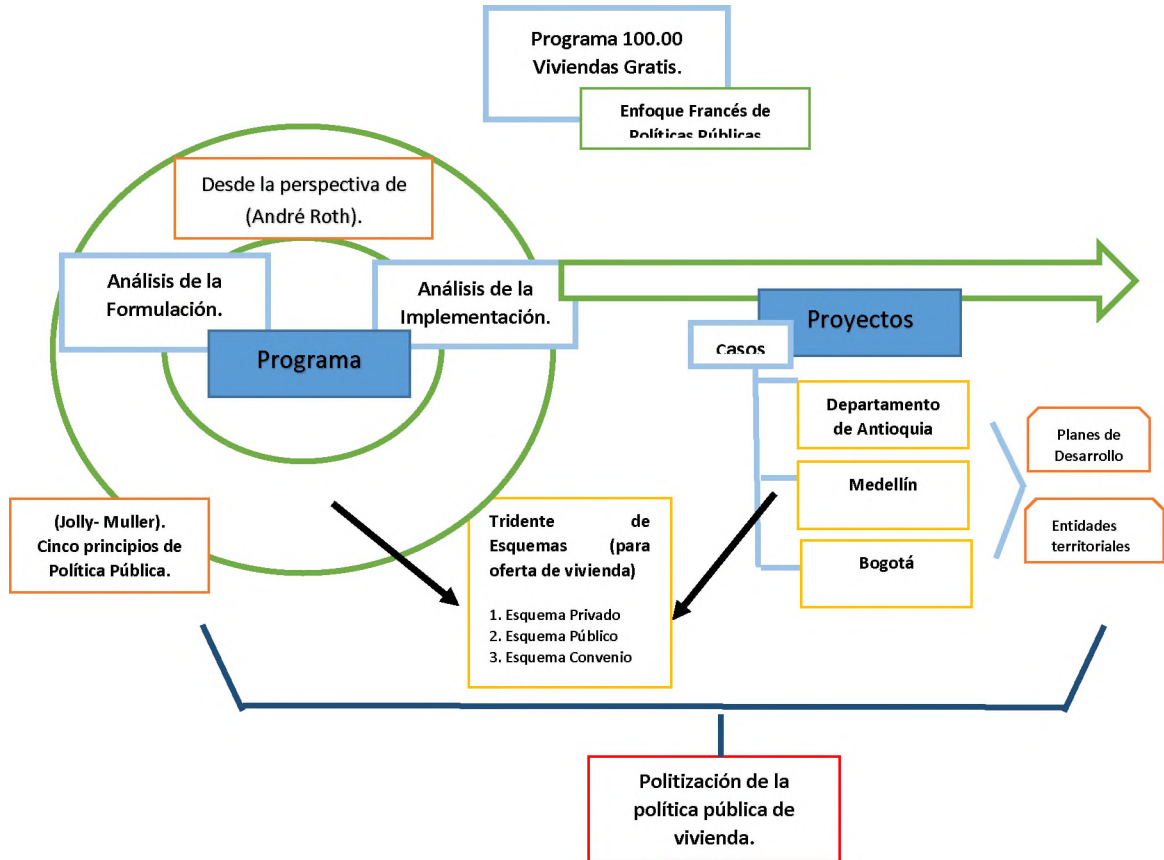 Programa 100.00
Viviendas Gratis.
Enfoque Francés de
Políticas Públicas
Desde la perspectiva de
(André Roth).
Análisis de la
Formulación.
Análisis de la
Implementación.
Programa
Proyectos
Casos
Departamento
de Antioquia
Medellín
Bogotá
Planes de
Desarrollo
Entidades
territoriales
(Jolly- Muller).
Cinco principios de
Política Pública.
Tridente de
Esquemas (para
oferta de vivienda)
1. Esquema Privado
2. Esquema Público
3. Esquema Convenio
Politización de la
política pública de
vivienda.